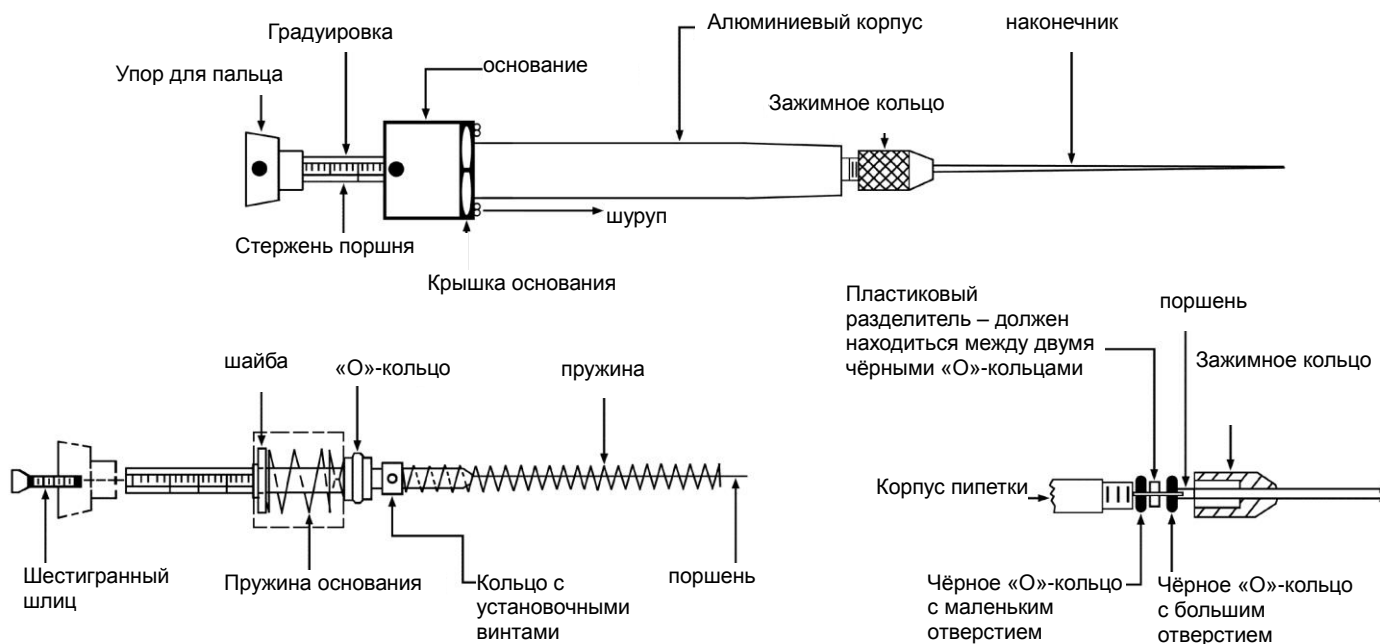 Градуировка
Алюминиевый корпус
наконечник
Упор для пальца
основание
Зажимное кольцо
шуруп
Стержень поршня
Крышка основания
Пластиковый
разделитель – должен
находиться между двумя
чёрными «О»-кольцами
поршень
Зажимное кольцо
шайба
«О»-кольцо
пружина
Корпус пипетки
Шестигранный
шлиц
Пружина основания
Кольцо с
установочными
винтами
поршень
Чёрное «О»-кольцо
с маленьким
отверстием
Чёрное «О»-кольцо
с большим
отверстием